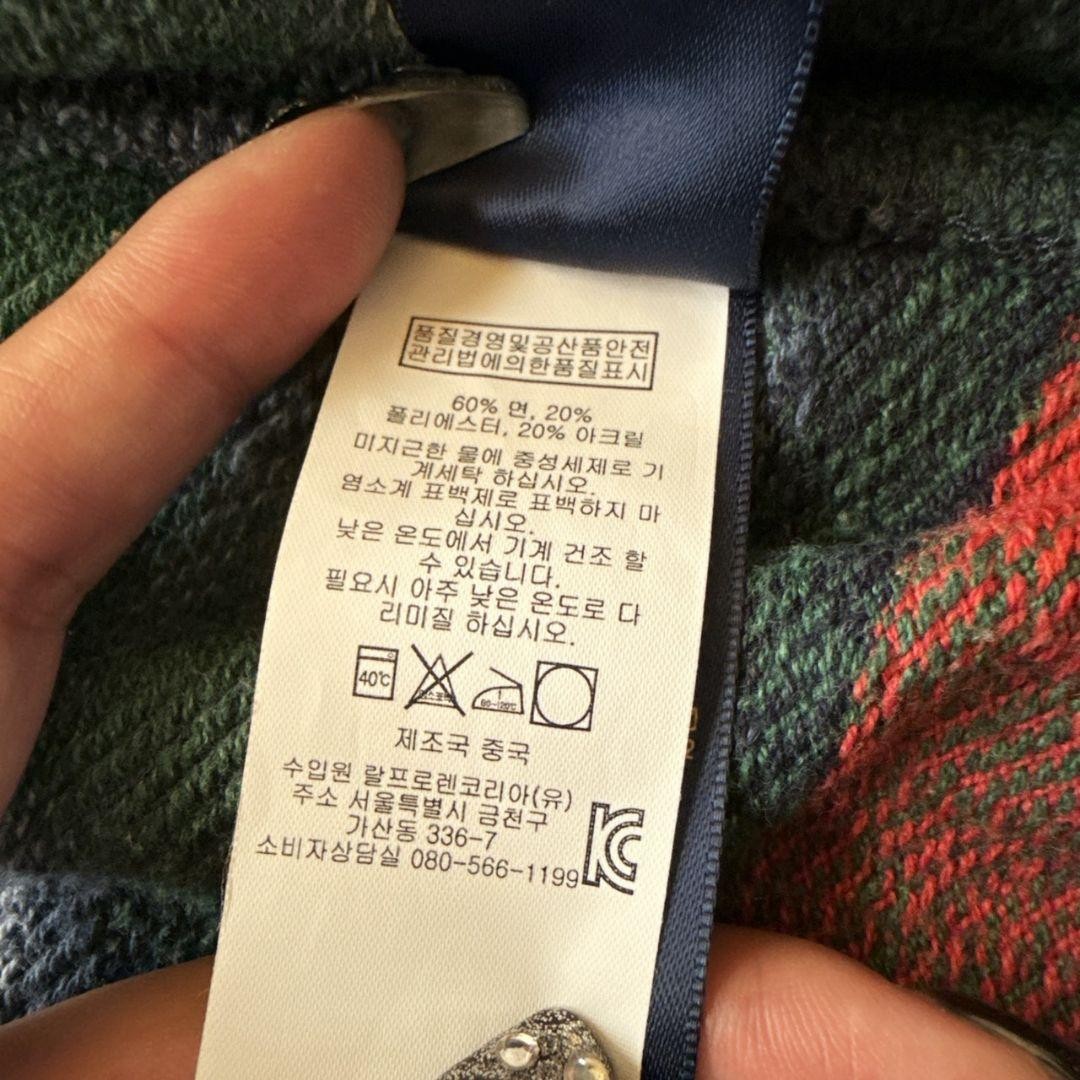 품질경영및공산품안전
관리법에의한품질표시
60% 면, 20%
폴리에스터, 20% 아크릴
미지근한 물에 중성세제로 기
계세탁 하십시오.
염소계 표백제로 표백하지 마
십시오.
낮은 온도에서 기계 건조 할
수 있습니다.
필요시 아주 낮은 온도로 다
리미질 하십시오.
40℃
80~120℃
제조국 중국
수입원 랄프로렌코리아(유)
주소 서울특별시 금천구
가산동 336-7
소비자상담실 080-566-1199
KC